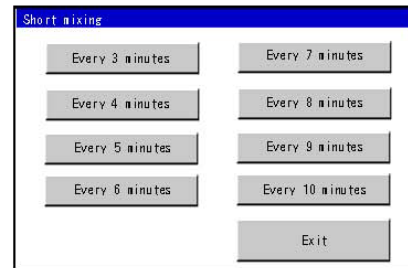 Short mixing
Every 3 minutes
Every 7 minutes
Every 4 minutes
Every 8 minutes
Every 5 minutes
Every 9 minutes
Every 6 minutes
Every 10 minutes
Exit